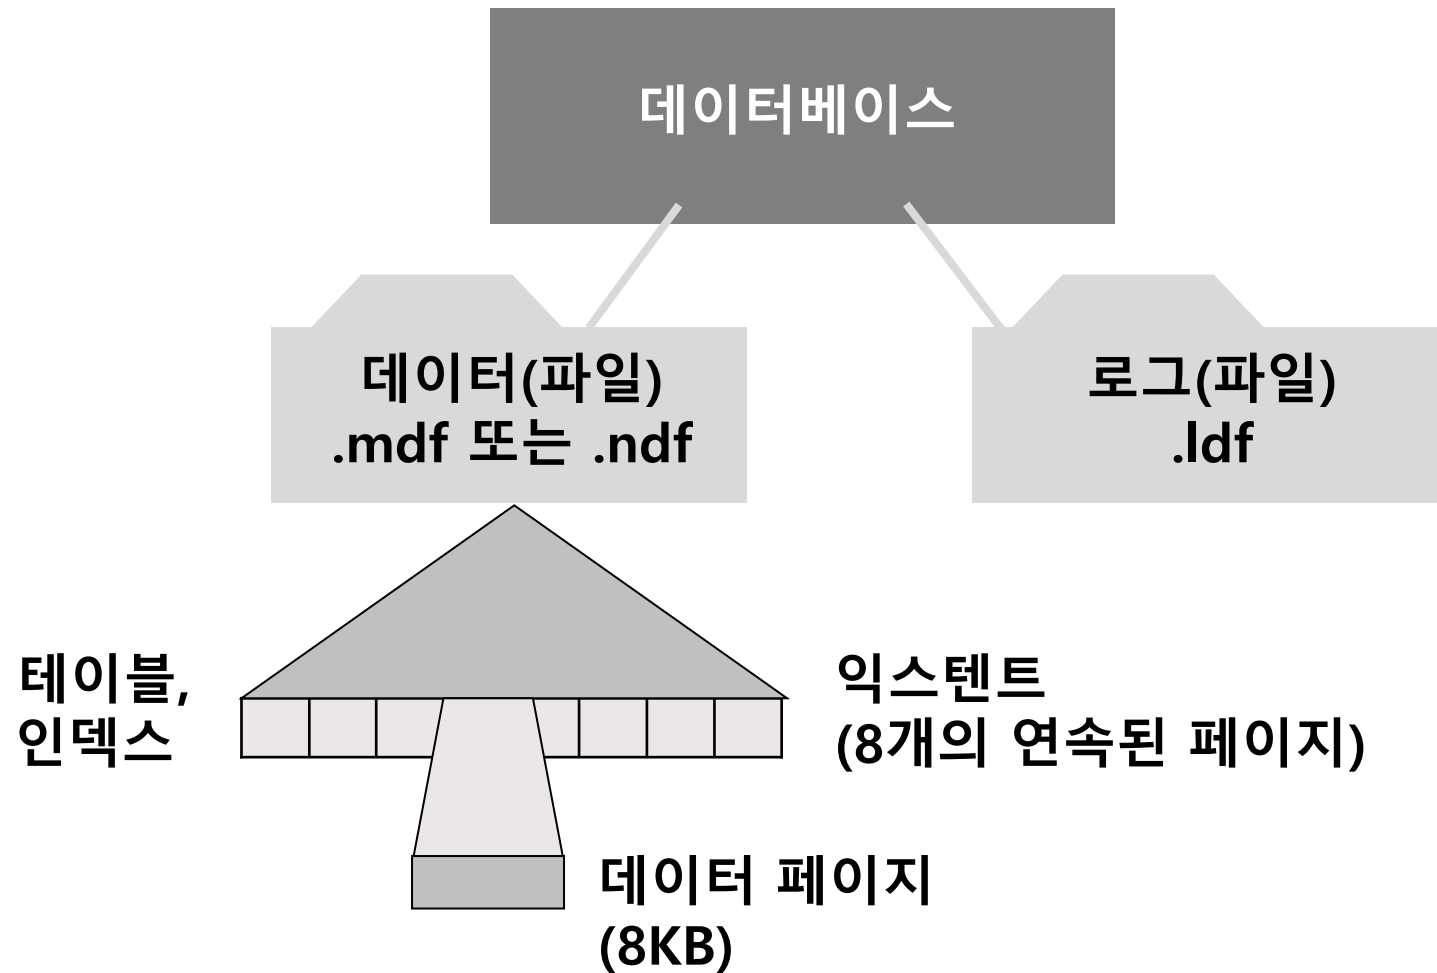 데이터베이스
데이터(파일)
.mdf 또는 .ndf
로그(파일)
.ldf
테이블,
인덱스
익스텐트
(8개의 연속된 페이지)
데이터 페이지
(8KB)